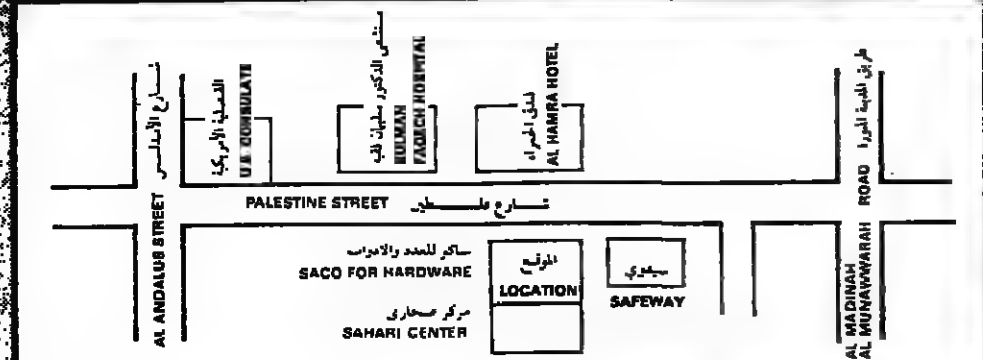 شارع الأندلس
AL ANDALUS STREET
القنصلية الأمريكية
U.S. CONSULATE
مستشفى الدكتور سليمان فقيه
SULMAN
FAQEEH HOSPITAL
فندق الحمراء
AL HAMRA HOTEL
طريق المدينة المنورة
AL MADINAH
AL MUNAWWARAH ROAD
PALESTINE STREET شارع فلسطين
ساكو للعدد والادوات
SACO FOR HARDWARE
الموقع
LOCATION
سيفوي
SAFEWAY
مركز صحارى
SAHARI CENTER